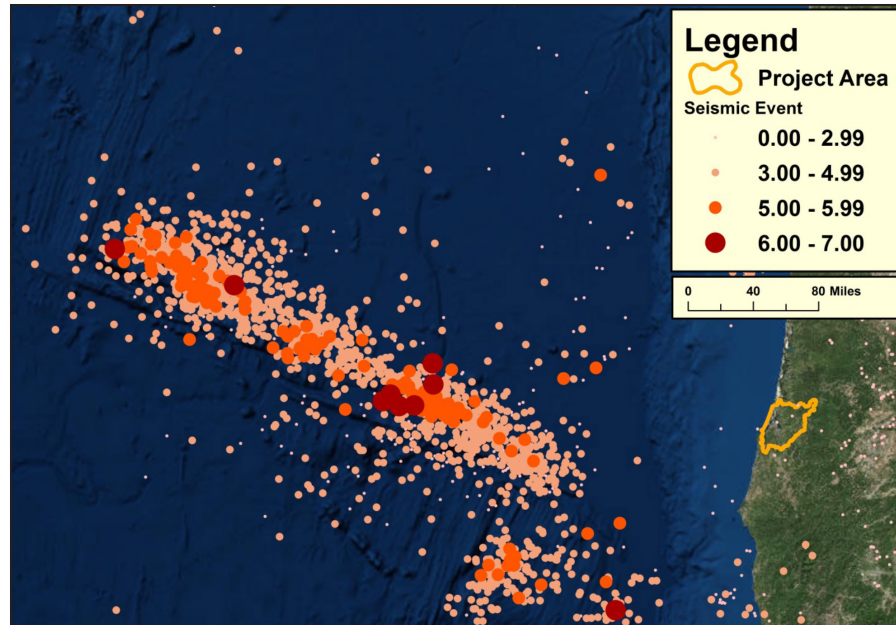 Legend
Project Area
Seismic Event
0.00 - 2.99
3.00 - 4.99
5.00 - 5.99
6.00 - 7.00
0 40 80 Miles